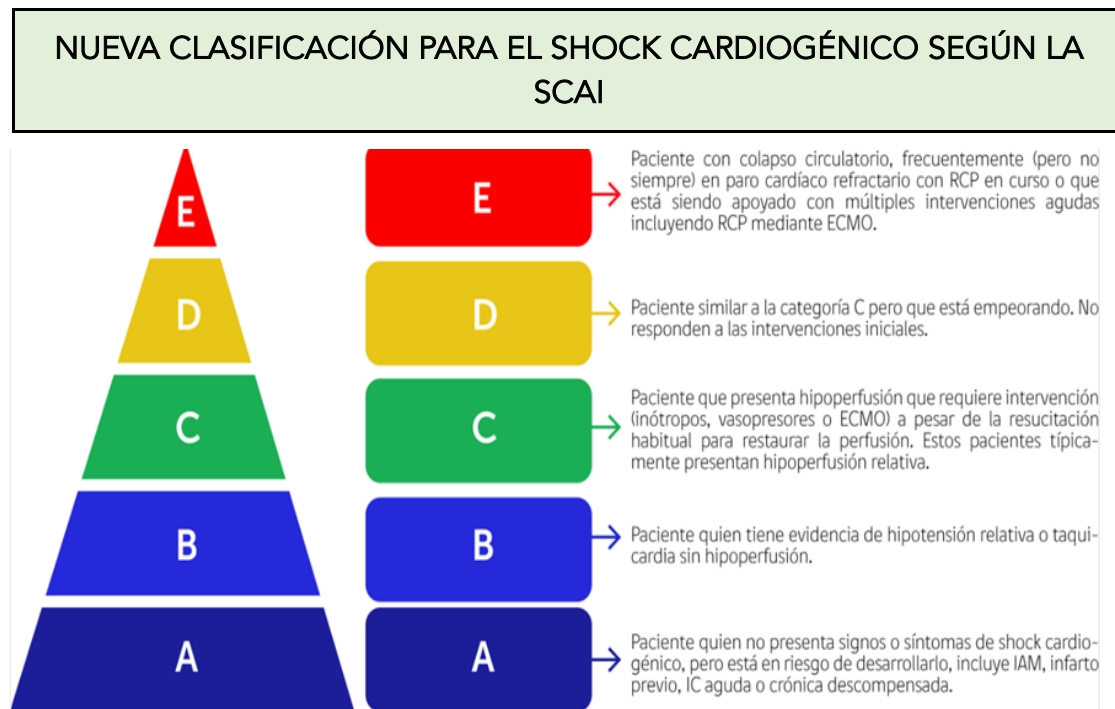 NUEVA CLASIFICACIÓN PARA EL SHOCK CARDIOGÉNICO SEGÚN LA
SCAI
E
E
Paciente con colapso circulatorio, frecuentemente (pero no
siempre) en paro cardíaco refractario con RCP en curso o que
está siendo apoyado con múltiples intervenciones agudas
incluyendo RCP mediante ECMO.
D
D
Paciente similar a la categoría C pero que está empeorando. No
responden a las intervenciones iniciales.
C
C
Paciente que presenta hipoperfusión que requiere intervención
(inótropos, vasopresores o ECMO) a pesar de la resucitación
habitual para restaurar la perfusión. Estos pacientes típica-
mente presentan hipoperfusión relativa.
B
B
Paciente quien tiene evidencia de hipotensión relativa o taqui-
cardia sin hipoperfusión.
A
A
Paciente quien no presenta signos o síntomas de shock cardio-
génico, pero está en riesgo de desarrollarlo, incluye IAM, infarto
previo, IC aguda o crónica descompensada.